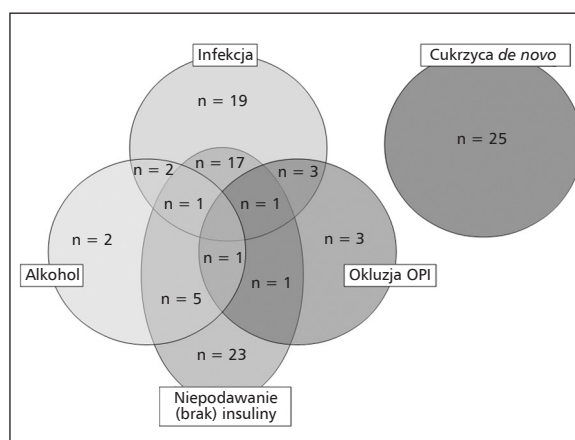 Infekcja
Cukrzyca de novo
n = 19
n = 25
n = 17
n = 2
n = 3
n = 1
n = 1
n = 2
n = 3
n = 1
Alkohol
n = 1
Okluzja OPI
n = 5
n = 23
Niepodawanie
(brak) insuliny